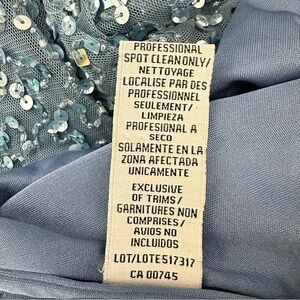 PROFESSIONAL
SPOT CLEAN ONLY/
NETTOYAGE
LOCALISE PAR DES
PROFESSIONNEL
SEULEMENT/
LIMPIEZA
PROFESIONAL A
SECO
SOLAMENTE EN LA
ZONA AFECTADA
UNICAMENTE
EXCLUSIVE
OF TRIMS/
GARNITURES NON
COMPRISES/
AVIOS NO
INCLUIDOS
LOT/LOTE 517317
CA 00745